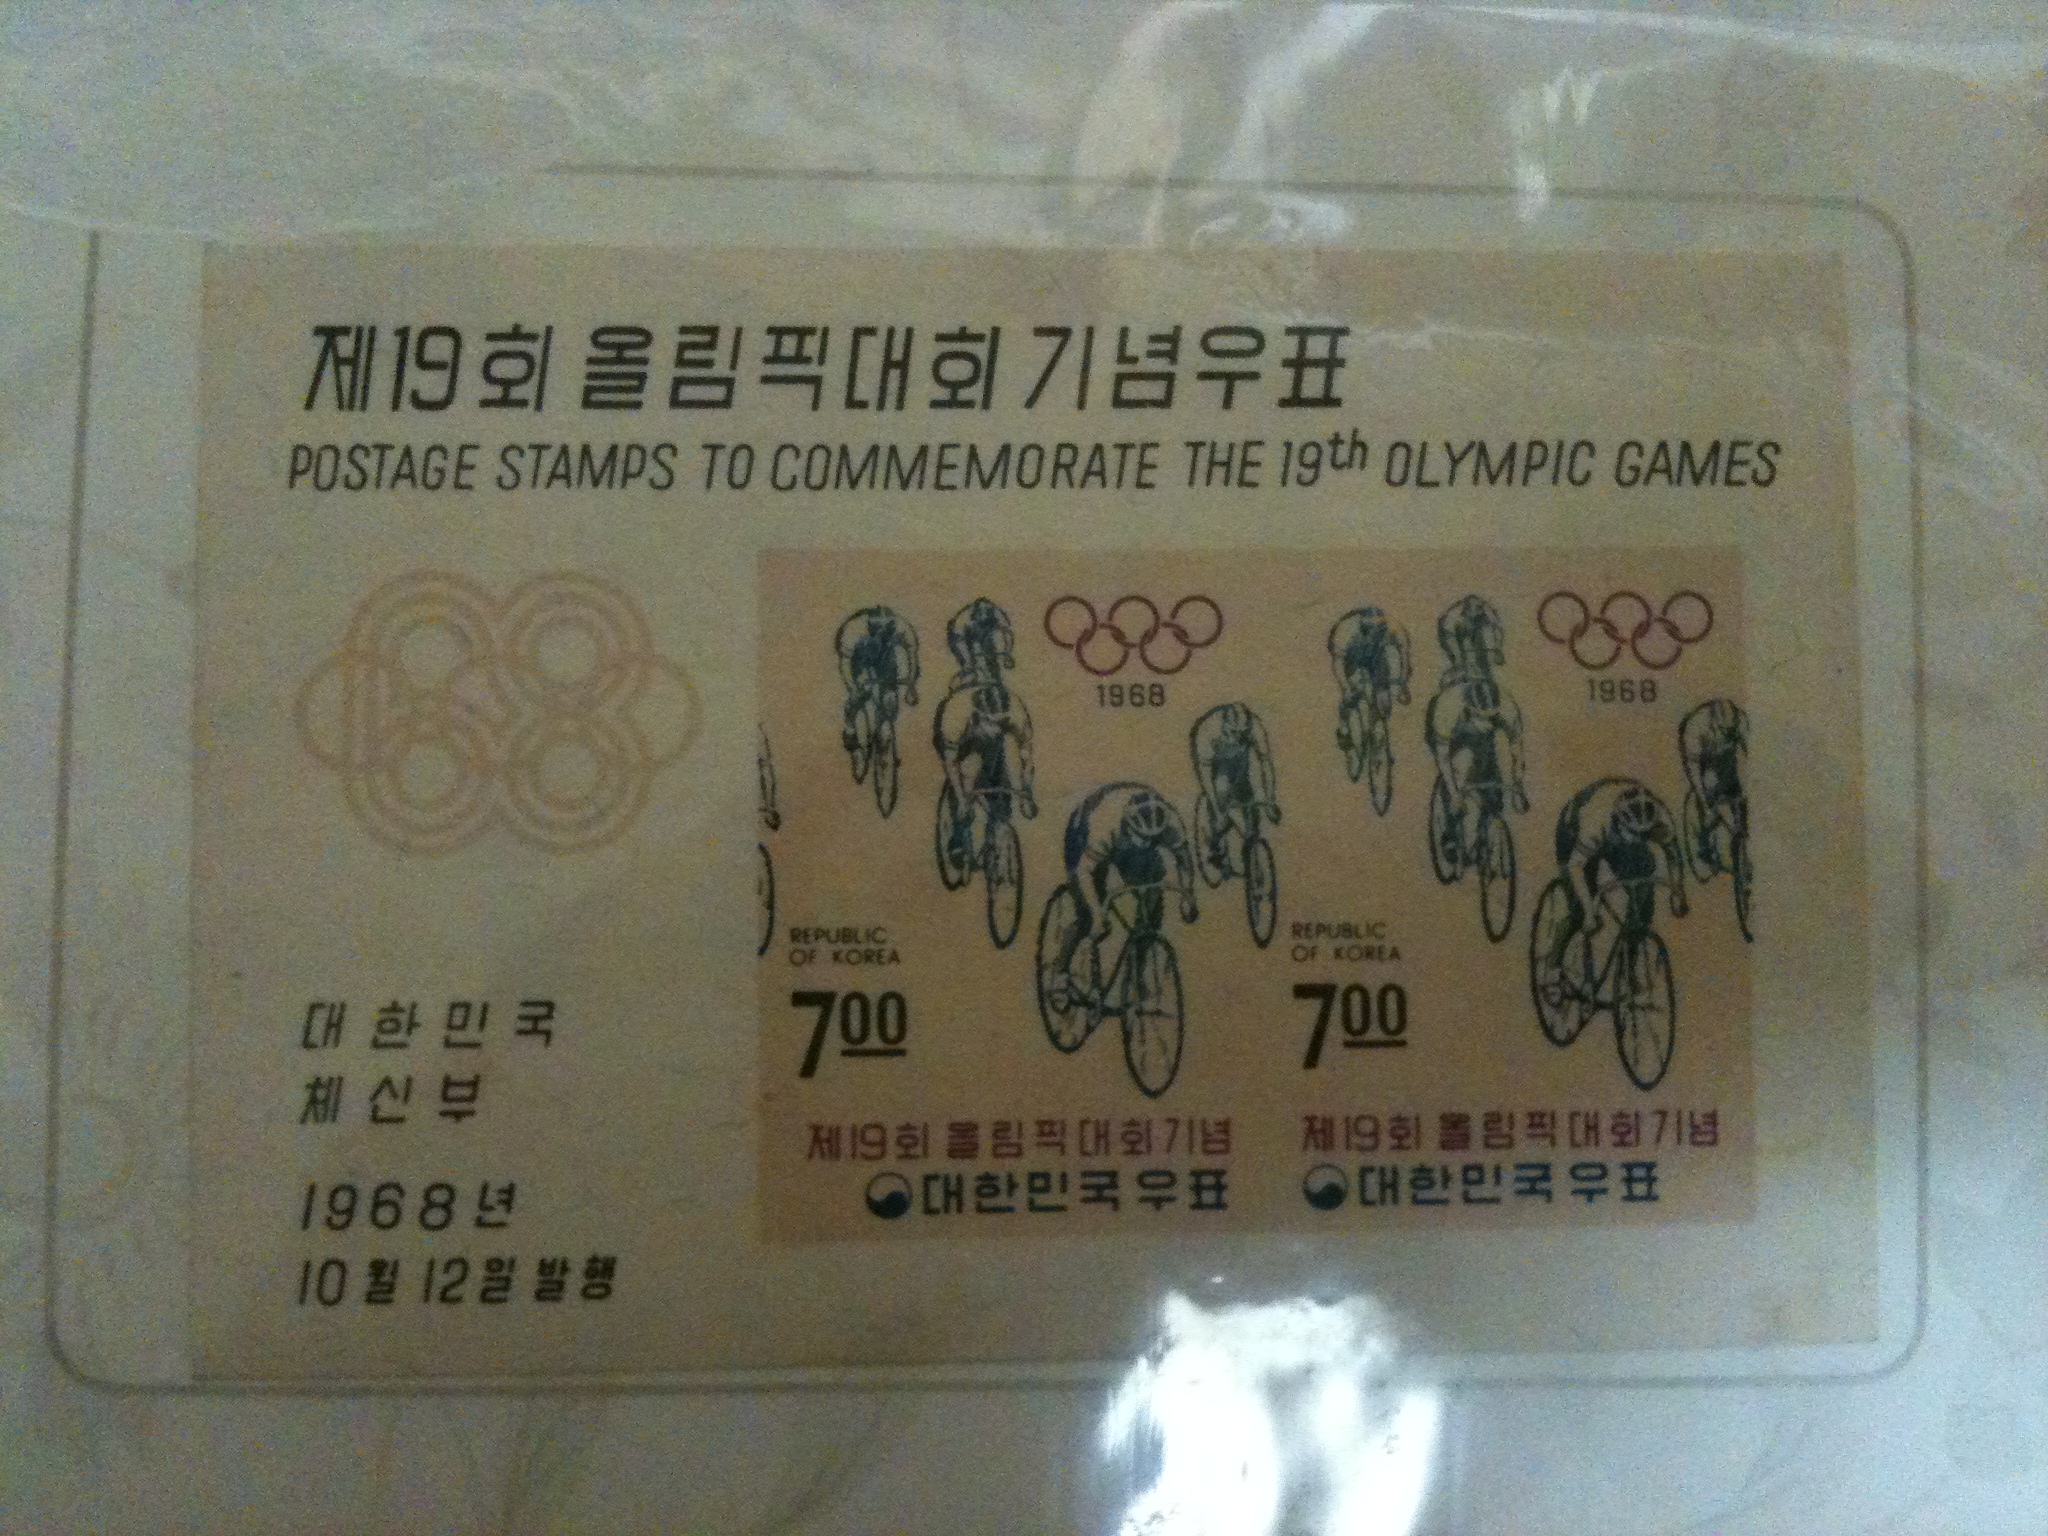 제19회 올림픽대회 기념우표
POSTAGE STAMPS TO COMMEMORATE THE 19th OLYMPIC GAMES
1968
1968
REPUBLIC
OF KOREA
700
제19회 올림픽대회기념
대한민국우표
REPUBLIC
OF KOREA
700
제19회 올림픽대회기념
대한민국우표
대한민국
체신부
1968년
10월 12일 발행